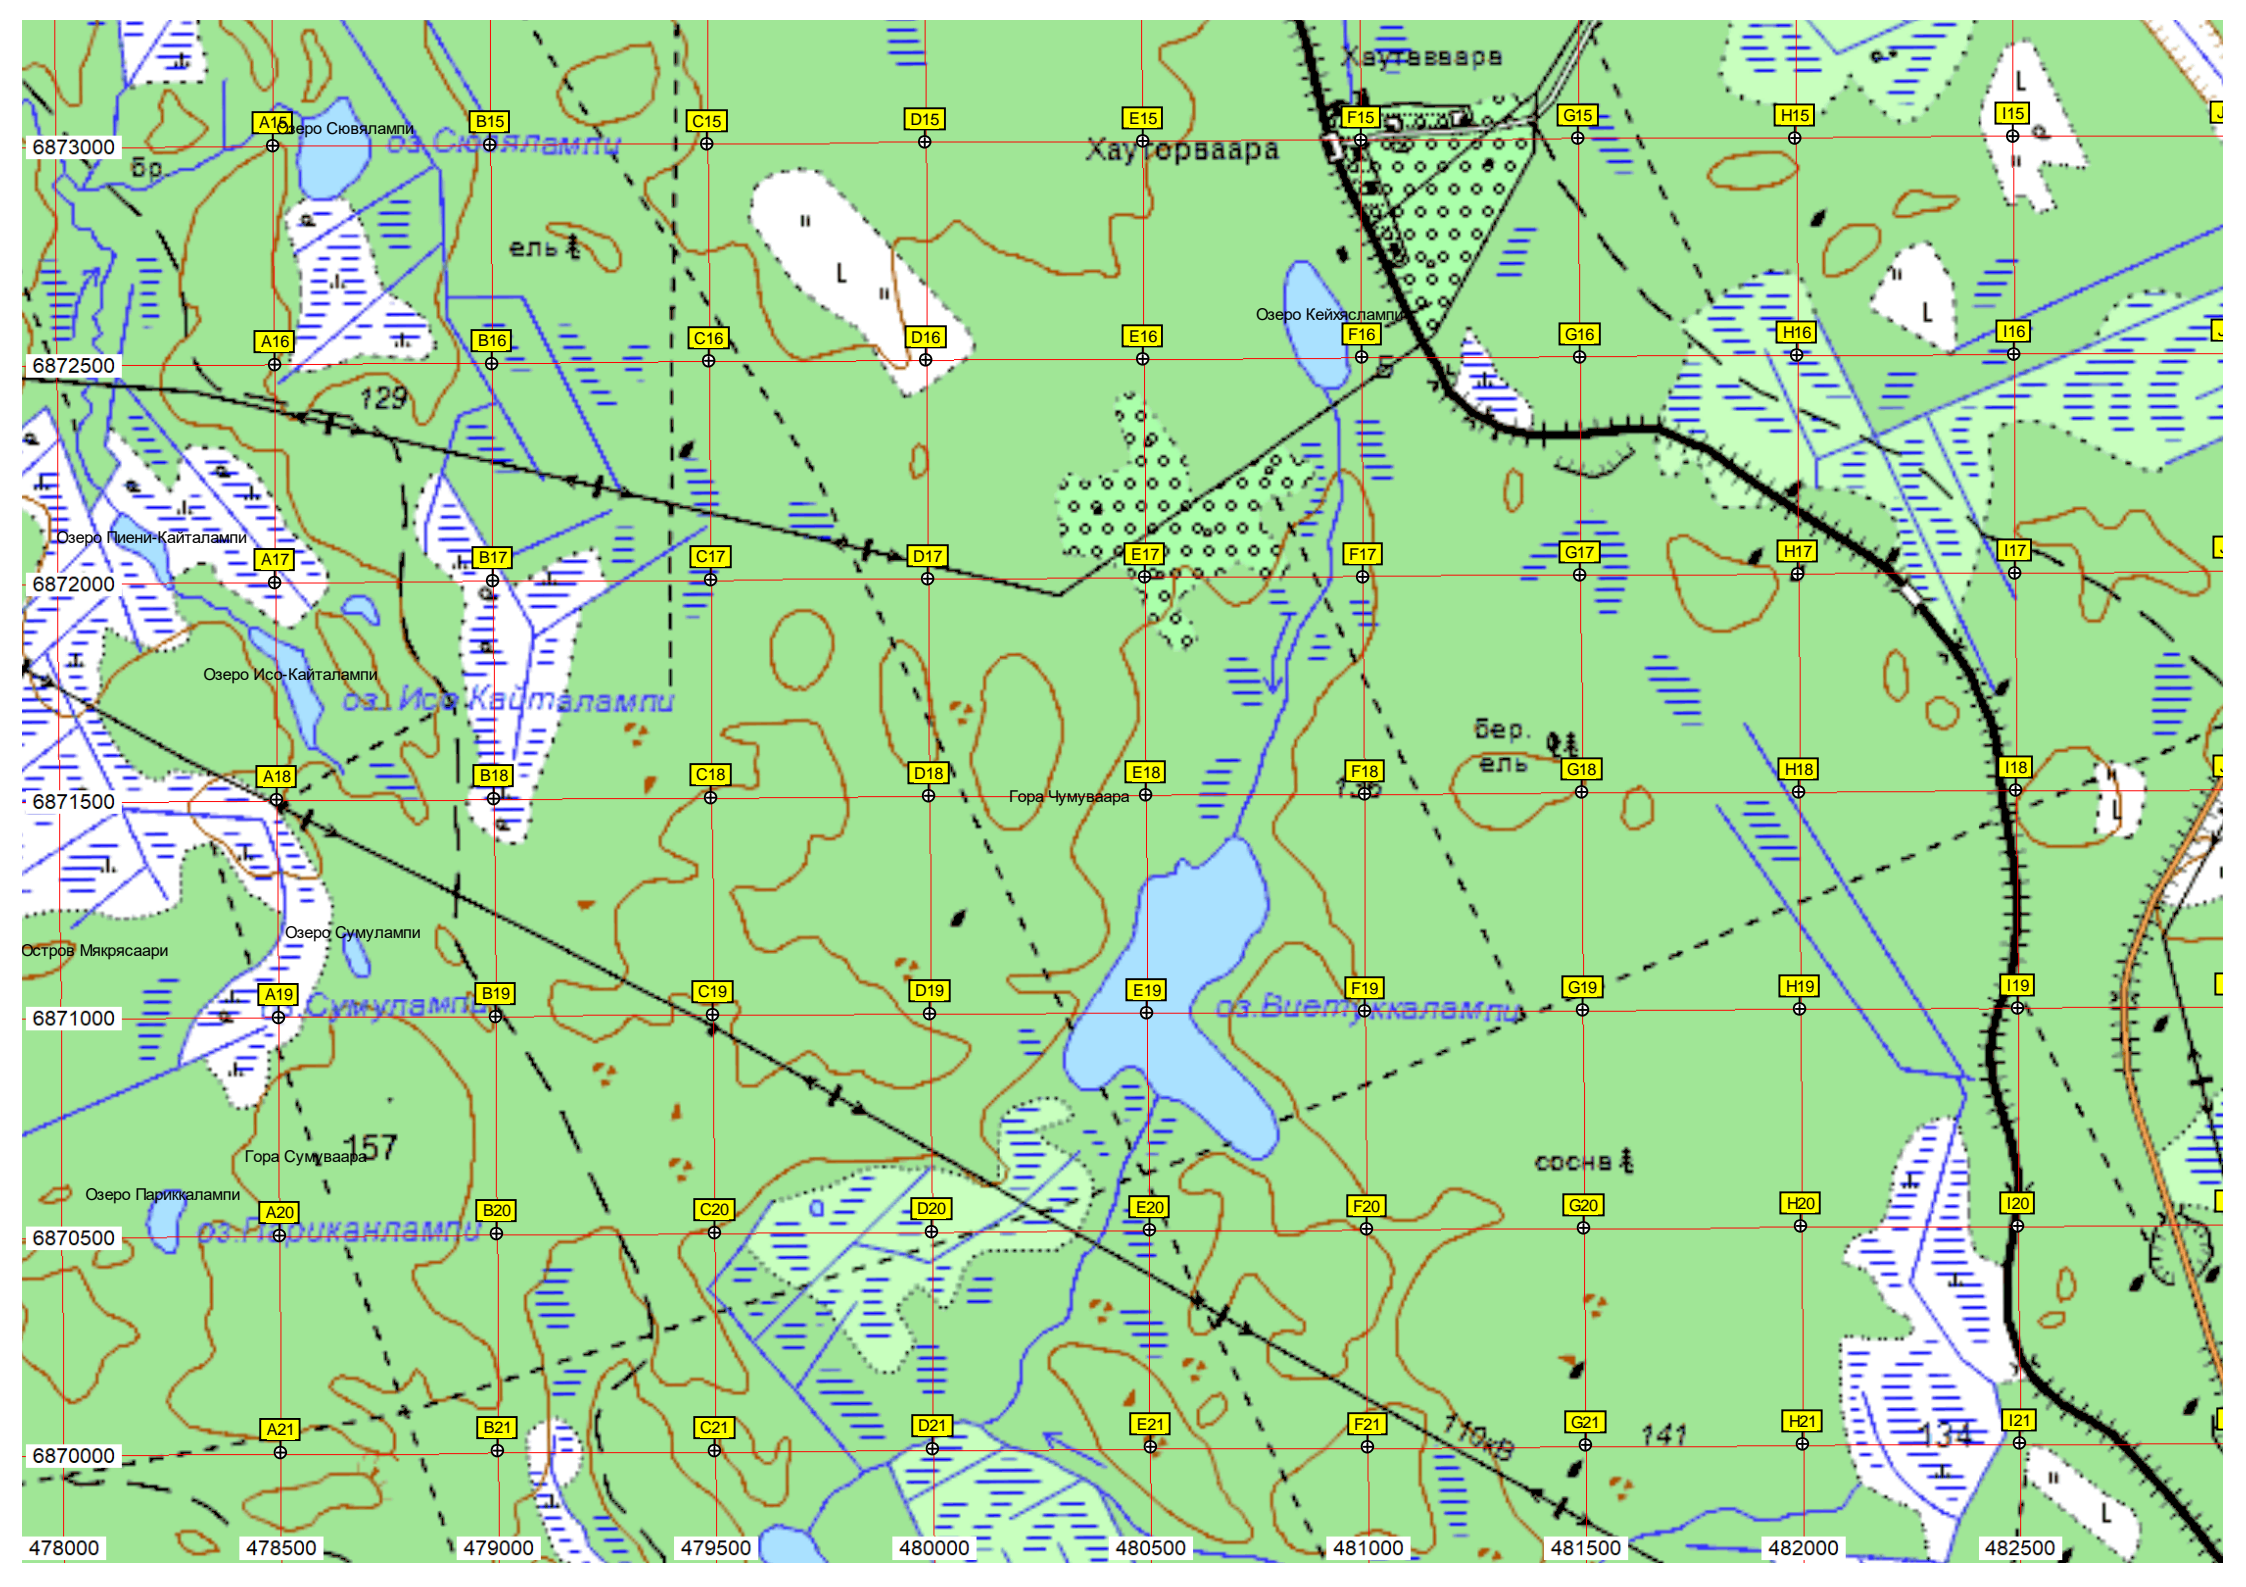 Хаутаваара
A15
B15
C15
D15
E15
F15
G15
H15
I15
Озеро Сювялампи
оз.Сювялампи
6873000
бр.
Хауторваара
ель
Озеро Кейхяслампи
A16
B16
C16
D16
E16
F16
G16
H16
I16
6872500
129
Озеро Пиени-Кайталампи
A17
B17
C17
D17
E17
F17
G17
H17
I17
6872000
Озеро Исо-Кайталампи
оз. Исо Кайталампи
бер.
ель
A18
B18
C18
D18
E18
F18
G18
H18
I18
6871500
Гора Чумуваара
Озеро Сумулампи
Остров Мякрясаари
A19
B19
C19
D19
E19
F19
G19
H19
I19
оз.Сумулампи
оз.Виетуккалампи
6871000
157
Гора Сумуваара
сосна
Озеро Париккалампи
A20
B20
C20
D20
E20
F20
G20
H20
I20
оз.Париканлампи
6870500
A21
B21
C21
D21
E21
F21
G21
H21
I21
110кВ
141
134
6870000
478000
478500
479000
479500
480000
480500
481000
481500
482000
482500